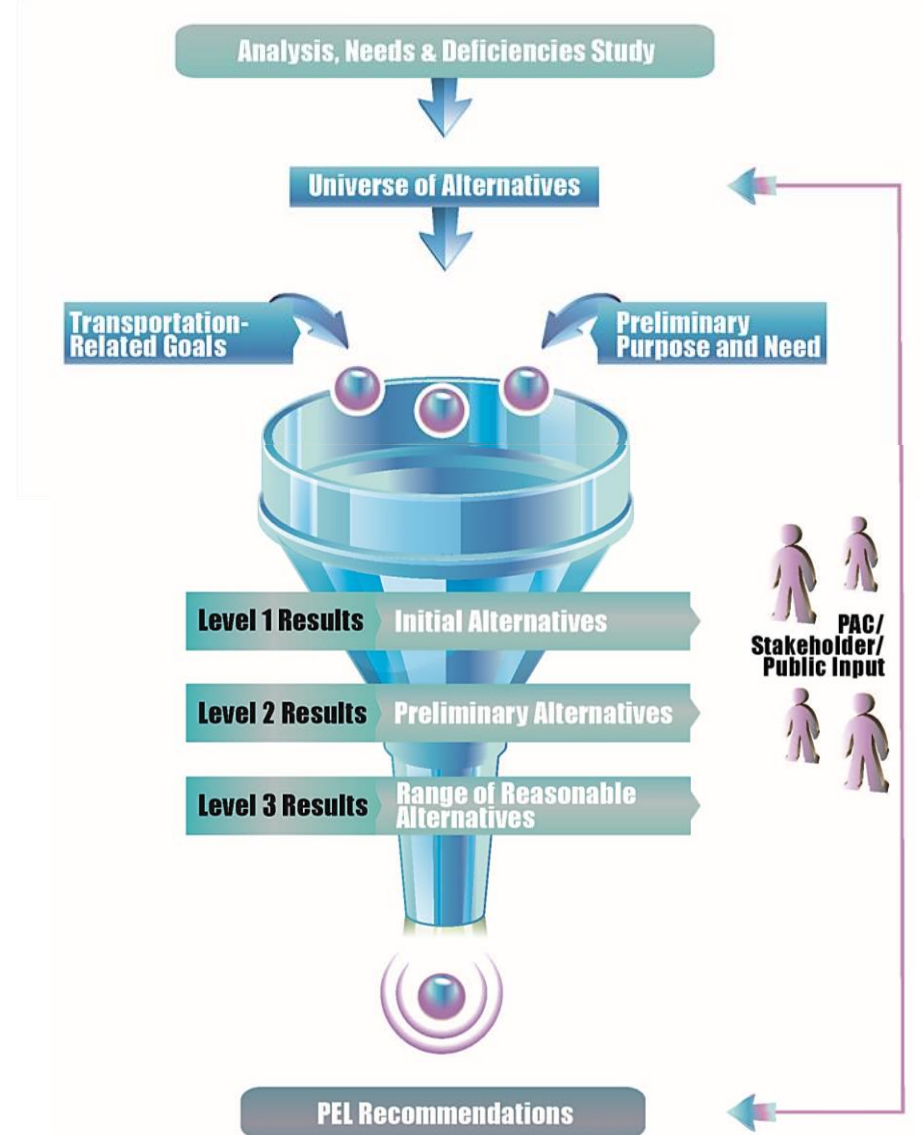 Analysis, Needs & Deficiencies Study
Universe of Alternatives
Transportation-
Related Goals
Preliminary
Purpose and Need
Level 1 Results Initial Alternatives
PAC/
Stakeholder/
Public Input
Level 2 Results Preliminary Alternatives
Level 3 Results Range of Reasonable
Alternatives
PEL Recommendations